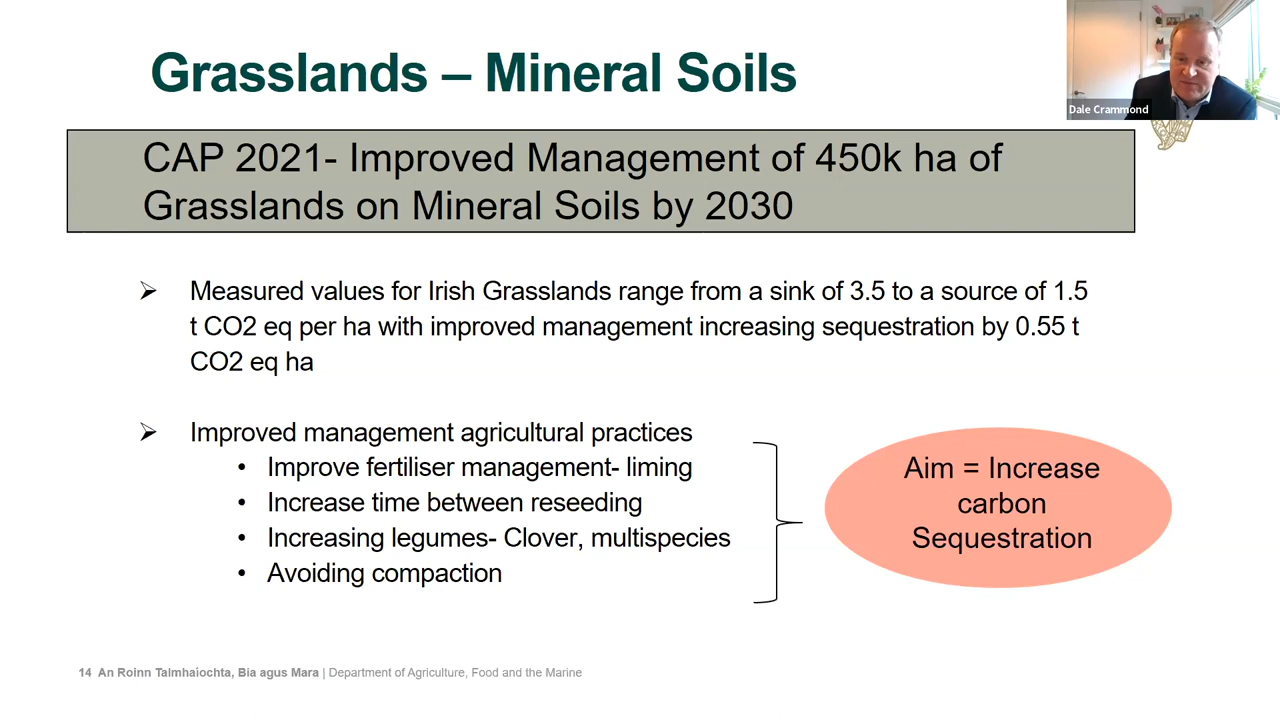 Grasslands – Mineral Soils
Dale Crammond
CAP 2021- Improved Management of 450k ha of
Grasslands on Mineral Soils by 2030
➢ Measured values for Irish Grasslands range from a sink of 3.5 to a source of 1.5
t CO2 eq per ha with improved management increasing sequestration by 0.55 t
CO2 eq ha
➢ Improved management agricultural practices
• Improve fertiliser management- liming
• Increase time between reseeding
• Increasing legumes- Clover, multispecies
• Avoiding compaction
Aim = Increase
carbon
Sequestration
14 An Roinn Talmhaíochta, Bia agus Mara | Department of Agriculture, Food and the Marine